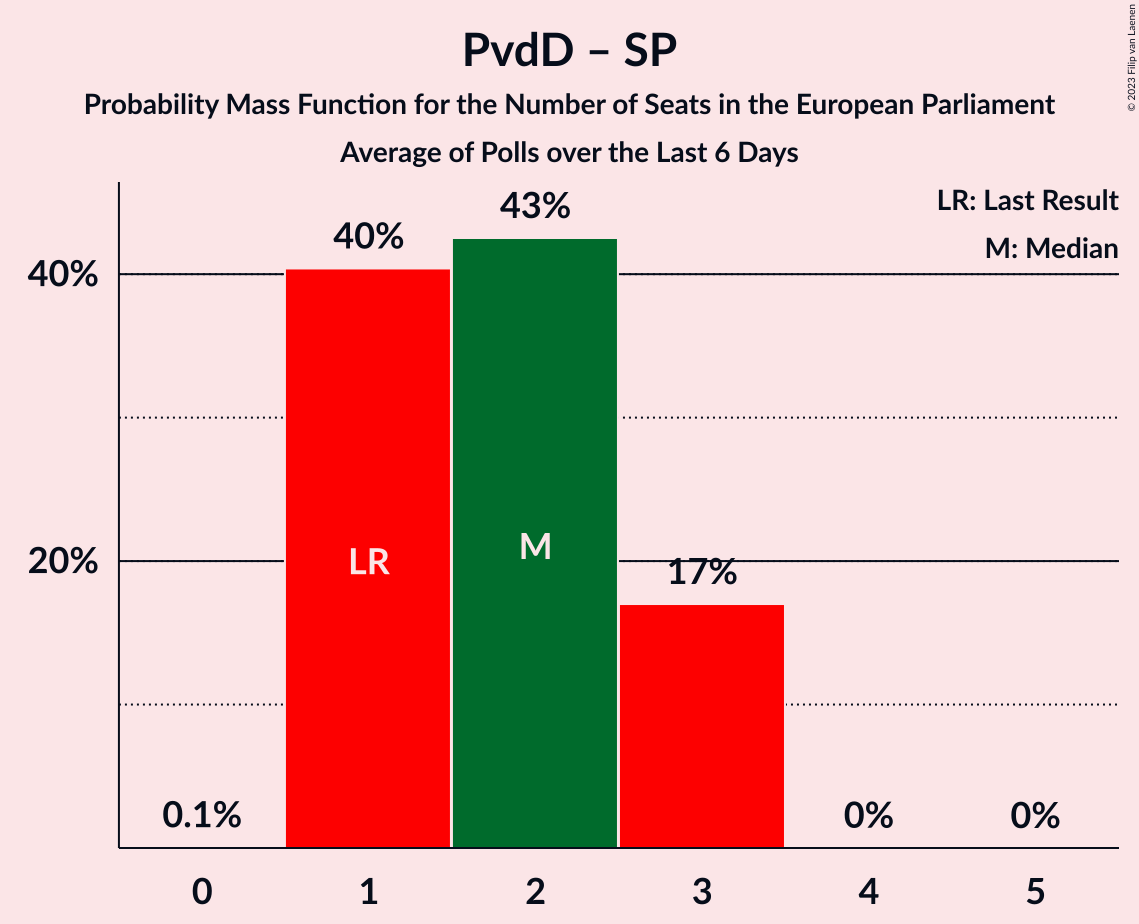 PvdD – SP
Probability Mass Function for the Number of Seats in the European Parliament
Average of Polls over the Last 6 Days
© 2023 Filip van Laenen
LR: Last Result
M: Median
43%
40%
40%
LR
M
20%
17%
0.1%
0%
0%
0
1
2
3
4
5